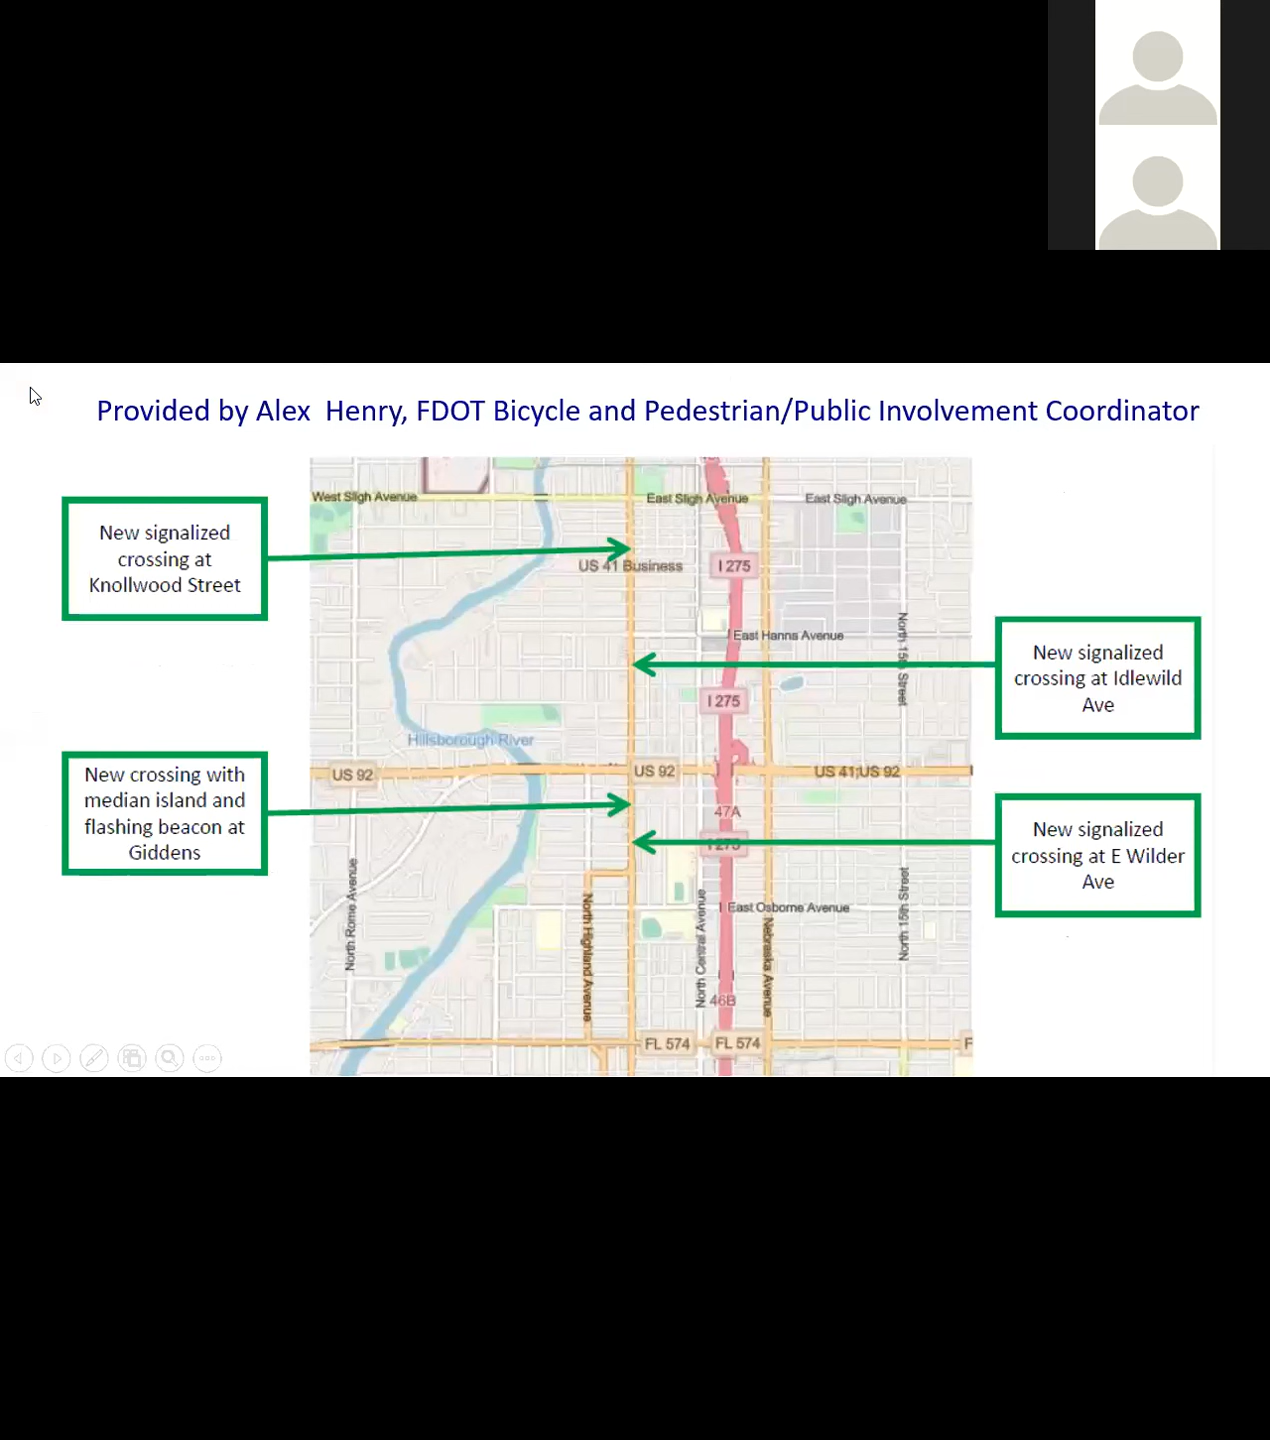 Provided by Alex  Henry, FDOT Bicycle and Pedestrian/Public Involvement Coordinator
West Sligh Avenue
East Sligh Avenue
East Sligh Avenue
New signalized
crossing at
Knollwood Street
US 41 Business
I 275
East Hanna Avenue
North 15th Street
New signalized
crossing at Idlewild
Ave
I 275
Hillsborough River
US 92
US 92
US 41;US 92
New crossing with
median island and
flashing beacon at
Giddens
47A
I 275
New signalized
crossing at E Wilder
Ave
North Rome Avenue
North Highland Avenue
North Central Avenue
East Osborne Avenue
Nebraska Avenue
North 15th Street
46B
FL 574
FL 574
F